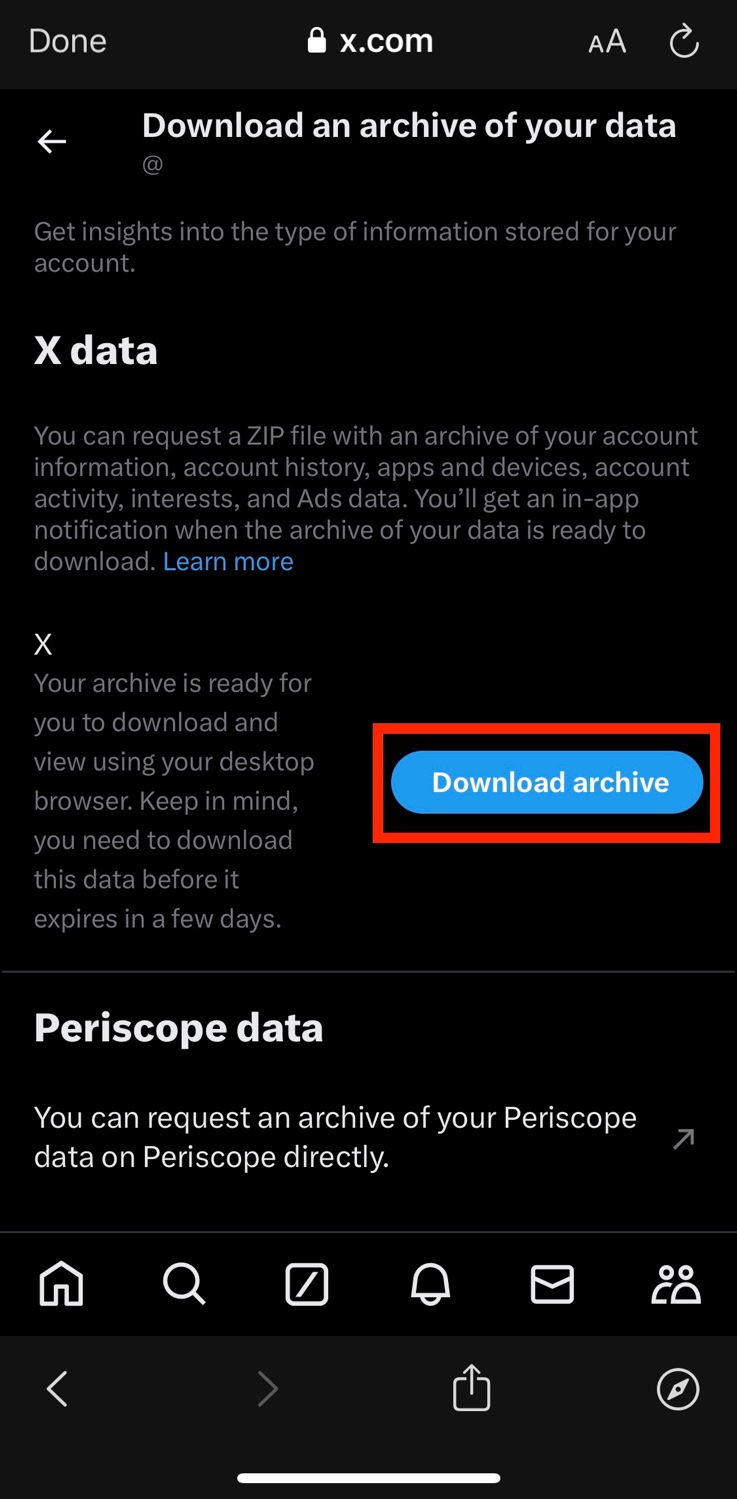 Done
x.com
AA
Download an archive of your data
@
Get insights into the type of information stored for your
account.
X data
You can request a ZIP file with an archive of your account
information, account history, apps and devices, account
activity, interests, and Ads data. You’ll get an in-app
notification when the archive of your data is ready to
download. Learn more
X
Your archive is ready for
you to download and
view using your desktop
browser. Keep in mind,
you need to download
this data before it
expires in a few days.
Download archive
Periscope data
You can request an archive of your Periscope
data on Periscope directly.